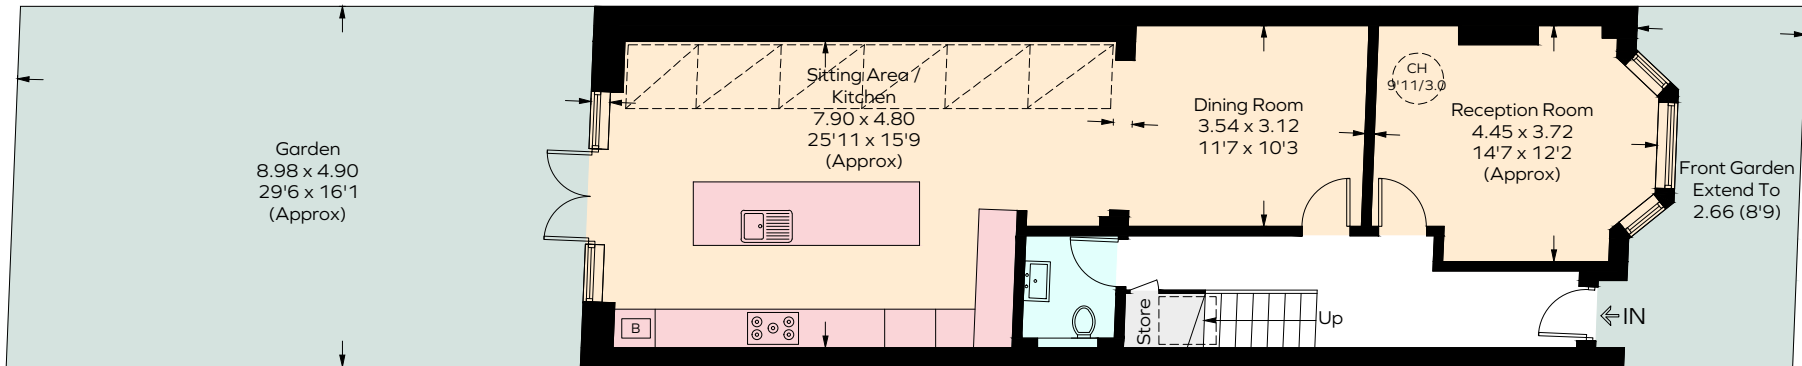 Garden
8.98 x 4.90
29'6 x 16'1
(Approx)
Sitting Area /
Kitchen
7.90 x 4.80
25'11 x 15'9
(Approx)
B
Dining Room
3.54 x 3.12
11'7 x 10'3
CH
9'11/3.0
Reception Room
4.45 x 3.72
14'7 x 12'2
(Approx)
Front Garden
Extend To
2.66 (8'9)
Store
Up
IN